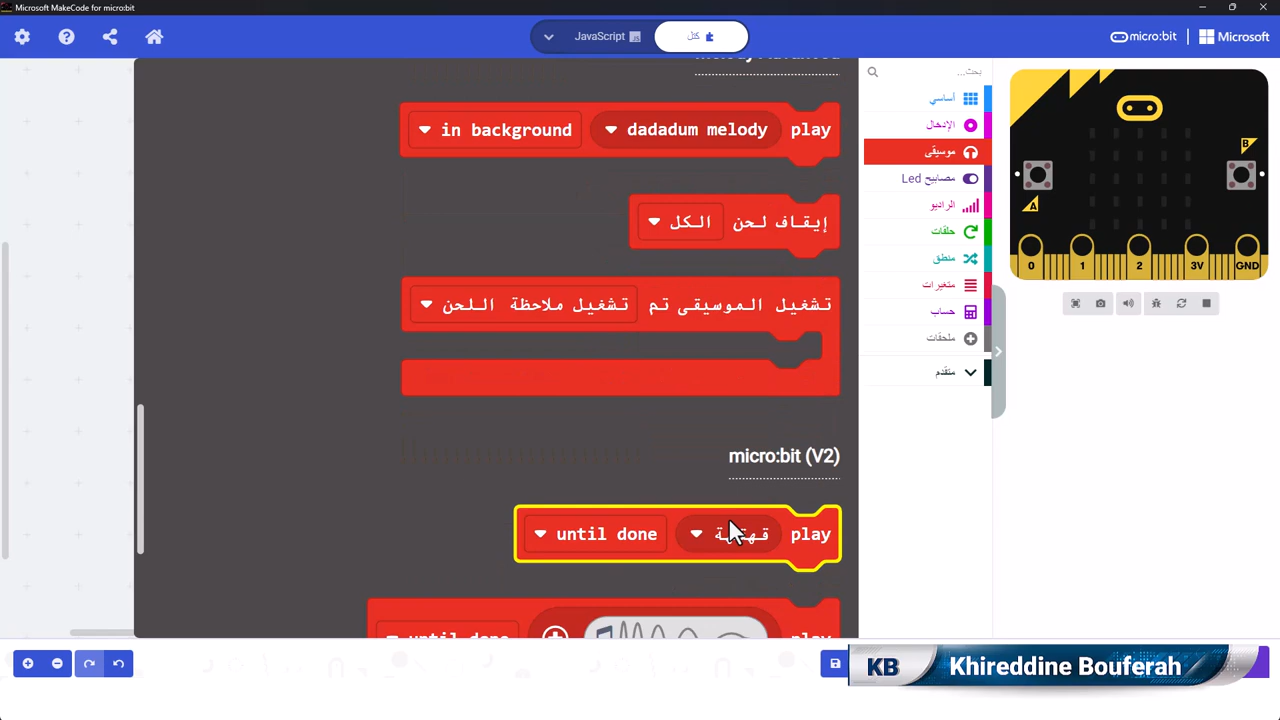 Microsoft MakeCode for micro:bit
JavaScript
كتل
micro:bit
Microsoft
play dadadum melody in background
إيقاف لحن الكل
تشغيل الموسيقى تم تشغيل ملاحظة اللحن
micro:bit (V2)
play until done
play until done
بحث...
أساسي
الإدخال
موسيقى
مصابيح Led
الراديو
حلقات
منطق
متغيرات
حساب
ملحقات
متقدم
B
A
0 1 2 3V GND
KB Khireddine Bouferah